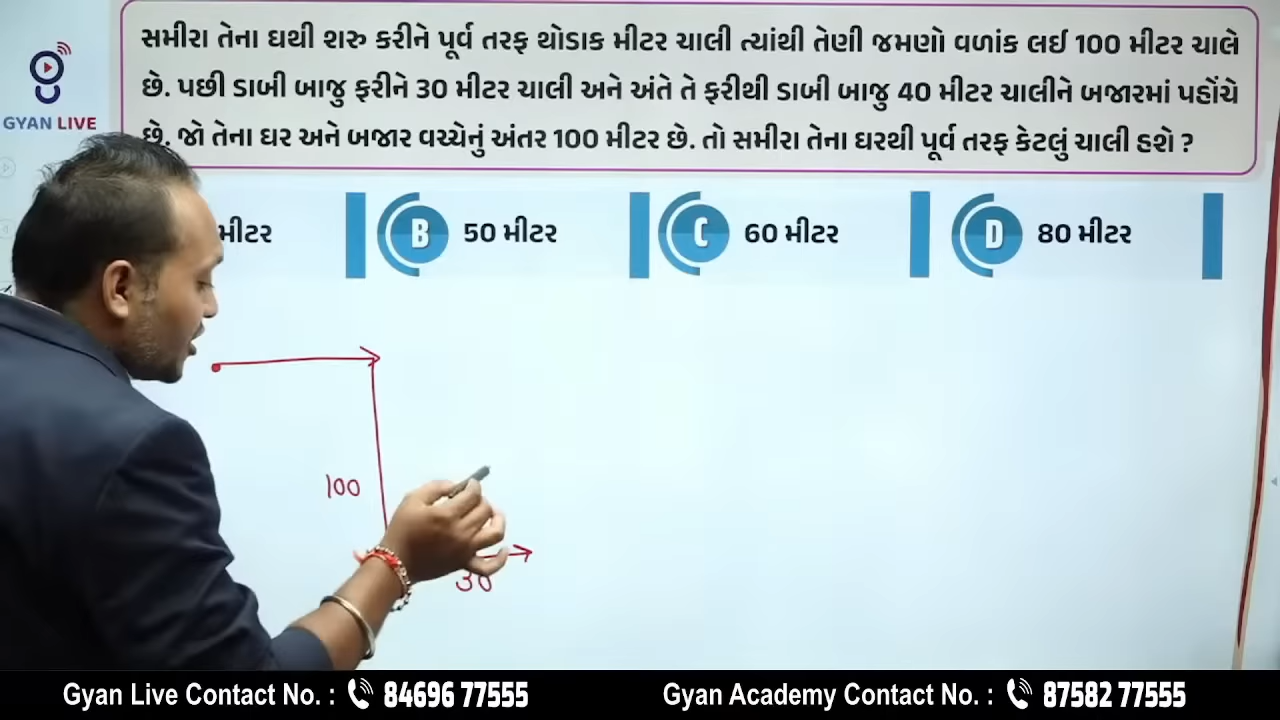 સમીરા તેના ઘથી શરુ કરીને પૂર્વ તરફ થોડાક મીટર ચાલી ત્યાંથી તેણી જમણો વળાંક લઈ 100 મીટર ચાલે
છે. પછી ડાબી બાજુ ફરીને 30 મીટર ચાલી અને અંતે તે ફરીથી ડાબી બાજુ 40 મીટર ચાલીને બજારમાં પહોંચે
છે. જો તેના ઘર અને બજાર વચ્ચેનું અંતર 100 મીટર છે. તો સમીરા તેના ઘરથી પૂર્વ તરફ કેટલું ચાલી હશે ?
GYAN LIVE
મીટર B 50 મીટર C 60 મીટર D 80 મીટર
100
30
Gyan Live Contact No. : 84696 77555 Gyan Academy Contact No. : 87582 77555